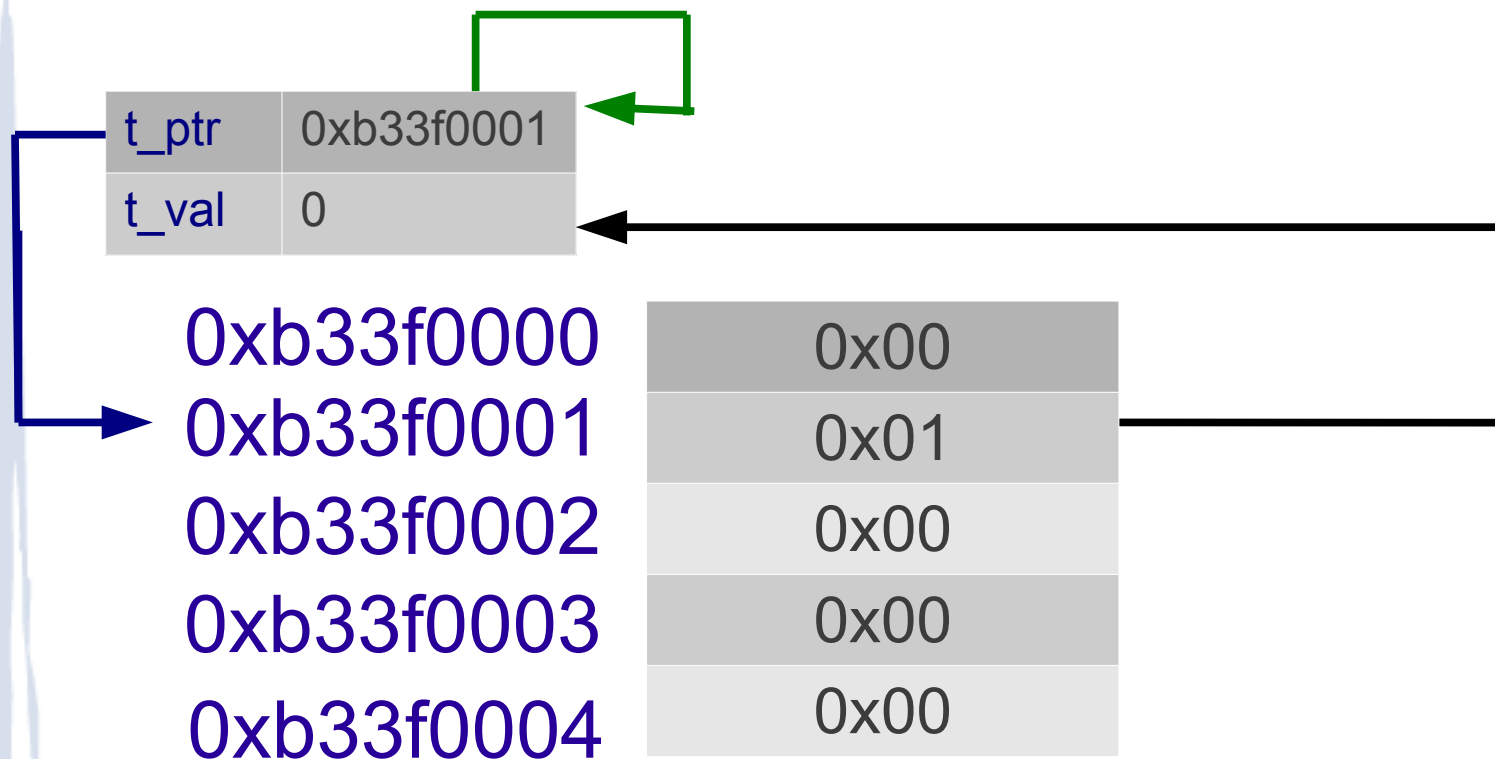 t_ptr 0xb33f0001
t_val 0
0xb33f0000 0x00
0xb33f0001 0x01
0xb33f0002 0x00
0xb33f0003 0x00
0xb33f0004 0x00